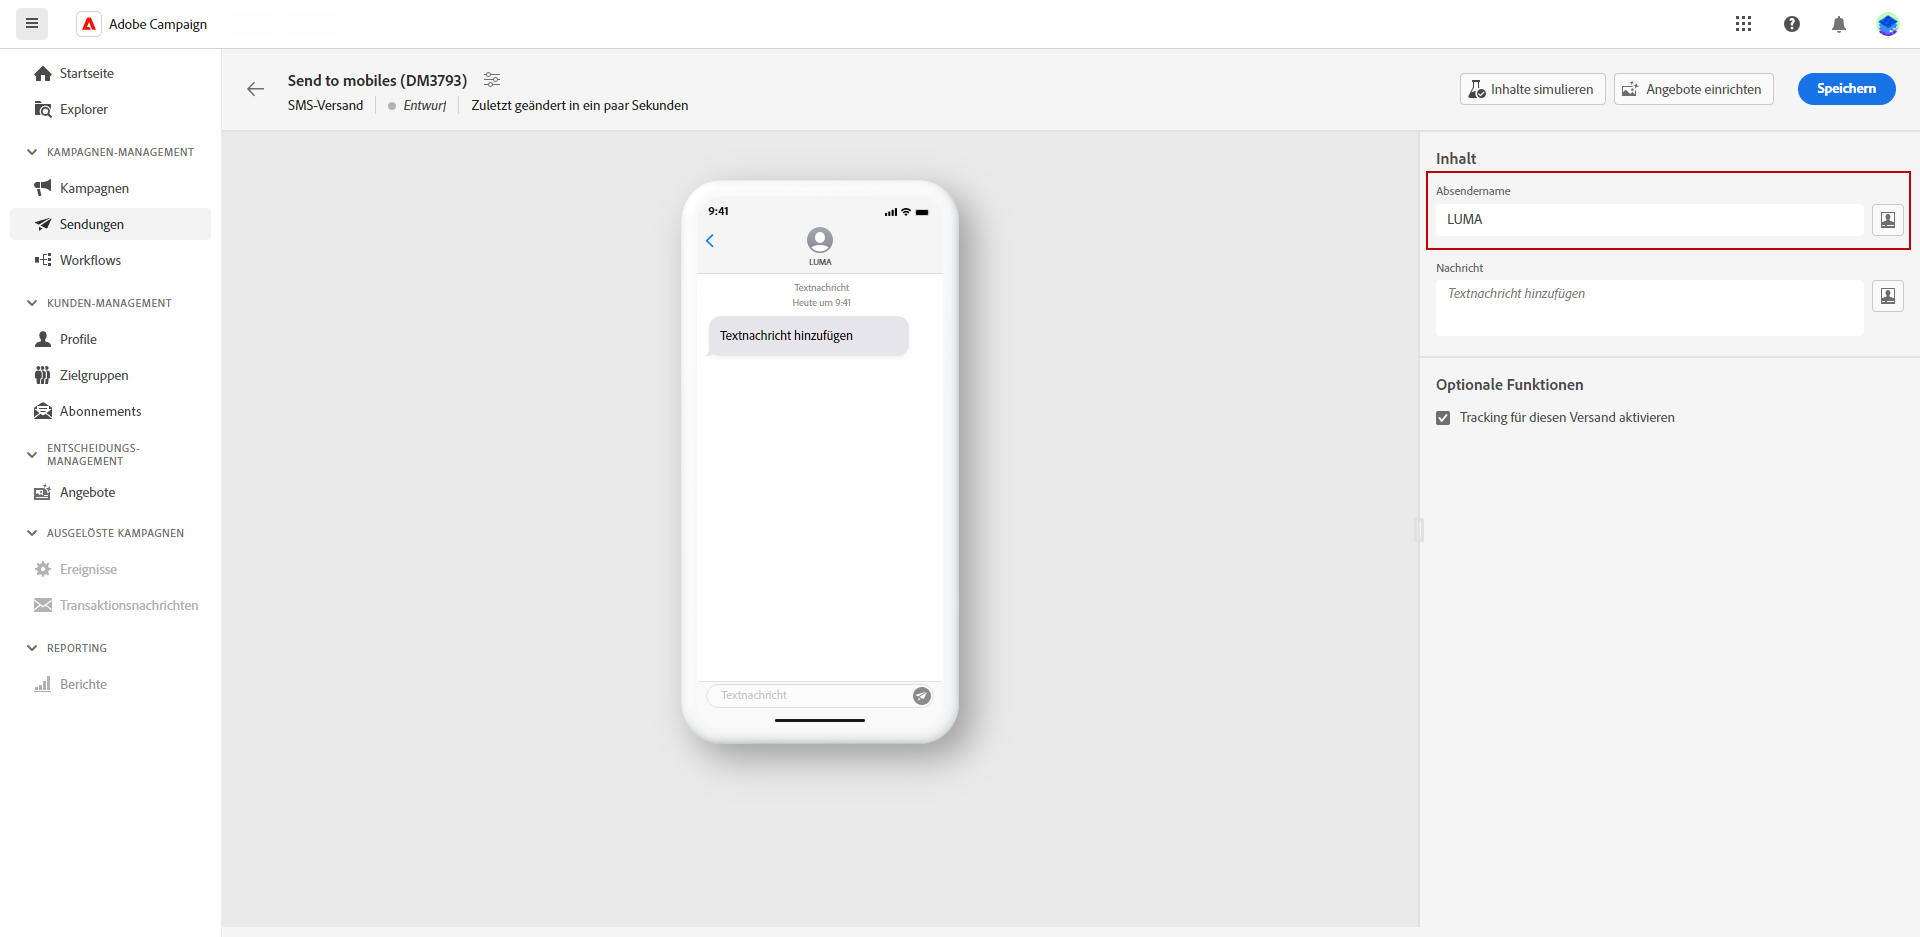 Adobe Campaign
Startseite
Explorer
KAMPAGNEN-MANAGEMENT
Kampagnen
Sendungen
Workflows
KUNDEN-MANAGEMENT
Profile
Zielgruppen
Abonnements
ENTSCHEIDUNGS-
MANAGEMENT
Angebote
AUSGELÖSTE KAMPAGNEN
Ereignisse
Transaktionsnachrichten
REPORTING
Berichte
Send to mobiles (DM3793)
SMS-Versand Entwurf Zuletzt geändert in ein paar Sekunden
Inhalte simulieren
Angebote einrichten
Speichern
9:41
LUMA
Textnachricht
Heute um 9:41
Textnachricht hinzufügen
Textnachricht
Inhalt
Absendername
LUMA
Nachricht
Textnachricht hinzufügen
Optionale Funktionen
Tracking für diesen Versand aktivieren